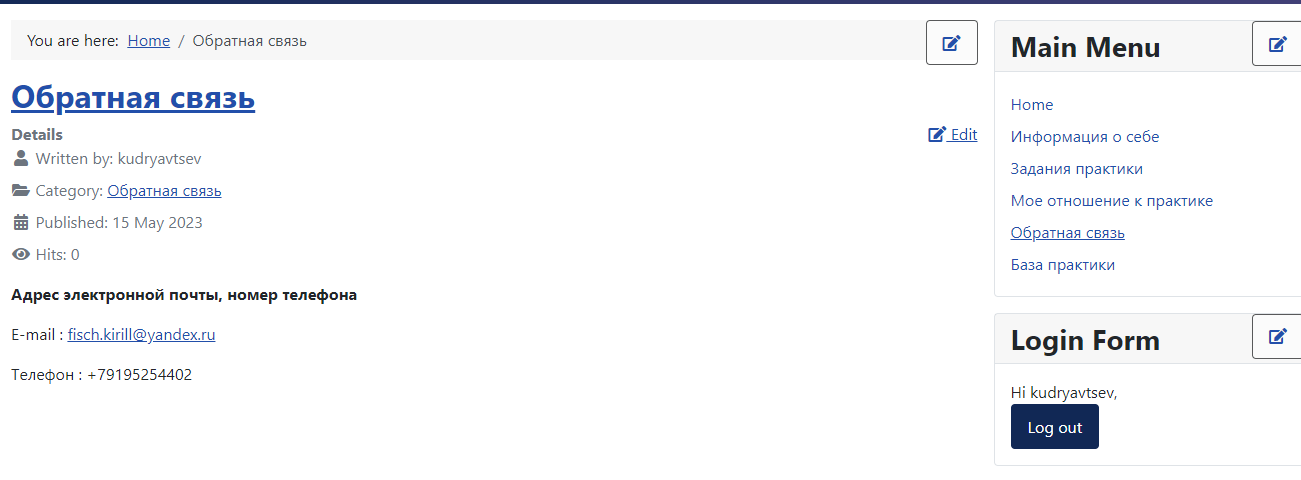 You are here: Home / Обратная связь
Обратная связь
Details
Edit
Written by: kudryavtsev
Category: Обратная связь
Published: 15 May 2023
Hits: 0
Адрес электронной почты, номер телефона
E-mail : fisch.kirill@yandex.ru
Телефон : +79195254402
Main Menu
Home
Информация о себе
Задания практики
Мое отношение к практике
Обратная связь
База практики
Login Form
Hi kudryavtsev,
Log out